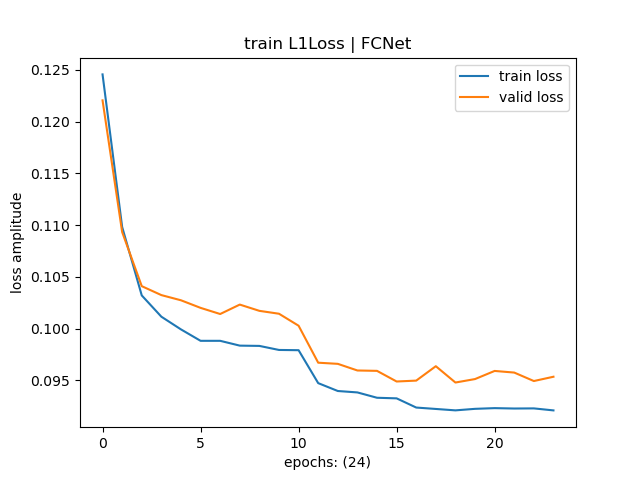 train L1Loss | FCNet
train loss
valid loss
loss amplitude
0.125
0.120
0.115
0.110
0.105
0.100
0.095
0
5
10
15
20
epochs: (24)